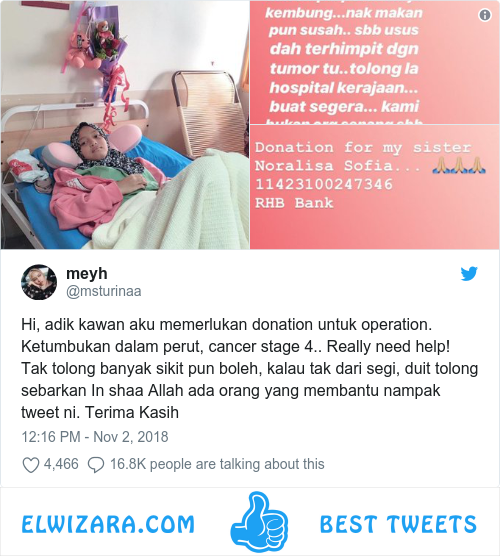 kembung...nak makan
pun susah.. sbb usus
dah terhimpit dgn
tumor tu..tolong la
hospital kerajaan...
buat segera... kami
Donation for my sister
Noralisa Sofia... 🙏🏼🙏🏼🙏🏼
11423100247346
RHB Bank
meyh
@msturinaa
Hi, adik kawan aku memerlukan donation untuk operation.
Ketumbukan dalam perut, cancer stage 4.. Really need help!
Tak tolong banyak sikit pun boleh, kalau tak dari segi, duit tolong
sebarkan In shaa Allah ada orang yang membantu nampak
tweet ni. Terima Kasih
12:16 PM - Nov 2, 2018
4,466 16.8K people are talking about this
ELWIZARA.COM BEST TWEETS